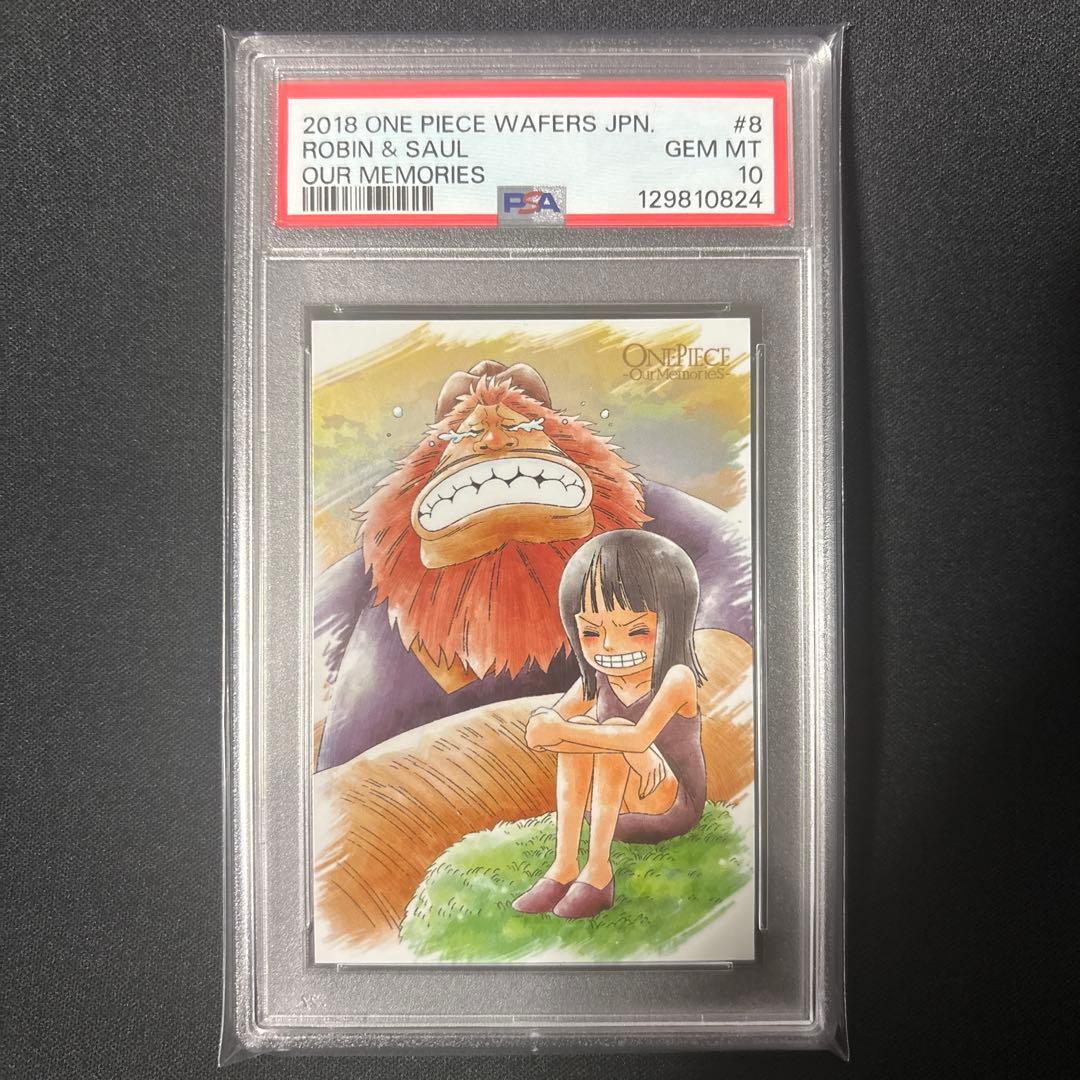 2018 ONE PIECE WAFERS JPN. #8
ROBIN & SAUL GEM MT
OUR MEMORIES 10
PSA 129810824
ONE PIECE
-Our Memories-